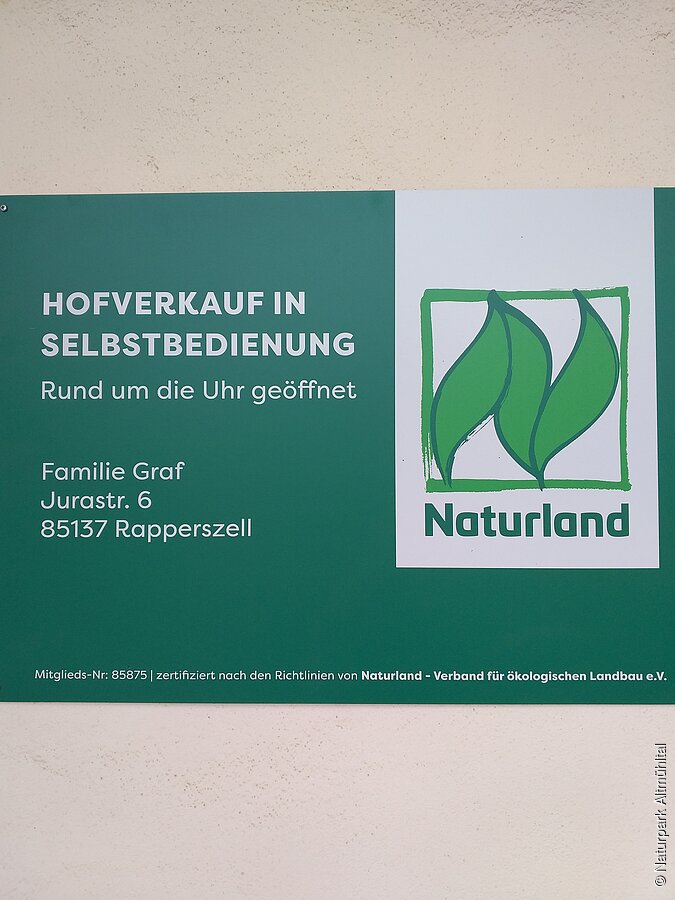 HOFVERKAUF IN
SELBSTBEDIENUNG
Rund um die Uhr geöffnet
Familie Graf
Jurastr. 6
85137 Rapperszell
Naturland
Mitglieds-Nr: 85875 | zertifiziert nach den Richtlinien von Naturland - Verband für ökologischen Landbau e.V.
© Naturpark Altmühltal